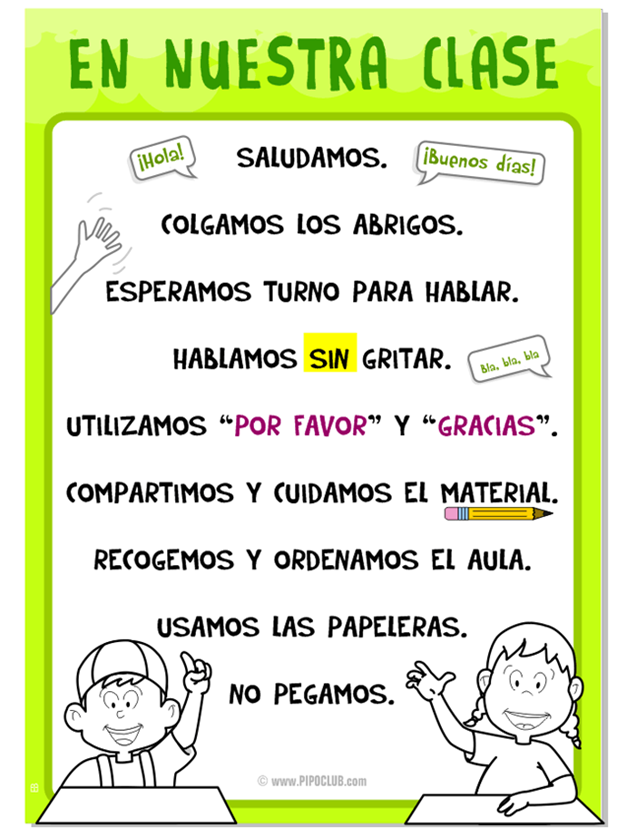 EN NUESTRA CLASE
¡Hola!
SALUDAMOS.
¡Buenos días!
COLGAMOS LOS ABRIGOS.
ESPERAMOS TURNO PARA HABLAR.
HABLAMOS SIN GRITAR.
Bla, bla, bla
UTILIZAMOS “POR FAVOR” Y “GRACIAS”.
COMPARTIMOS Y CUIDAMOS EL MATERIAL.
RECOGEMOS Y ORDENAMOS EL AULA.
USAMOS LAS PAPELERAS.
NO PEGAMOS.
© www.PIPOCLUB.com